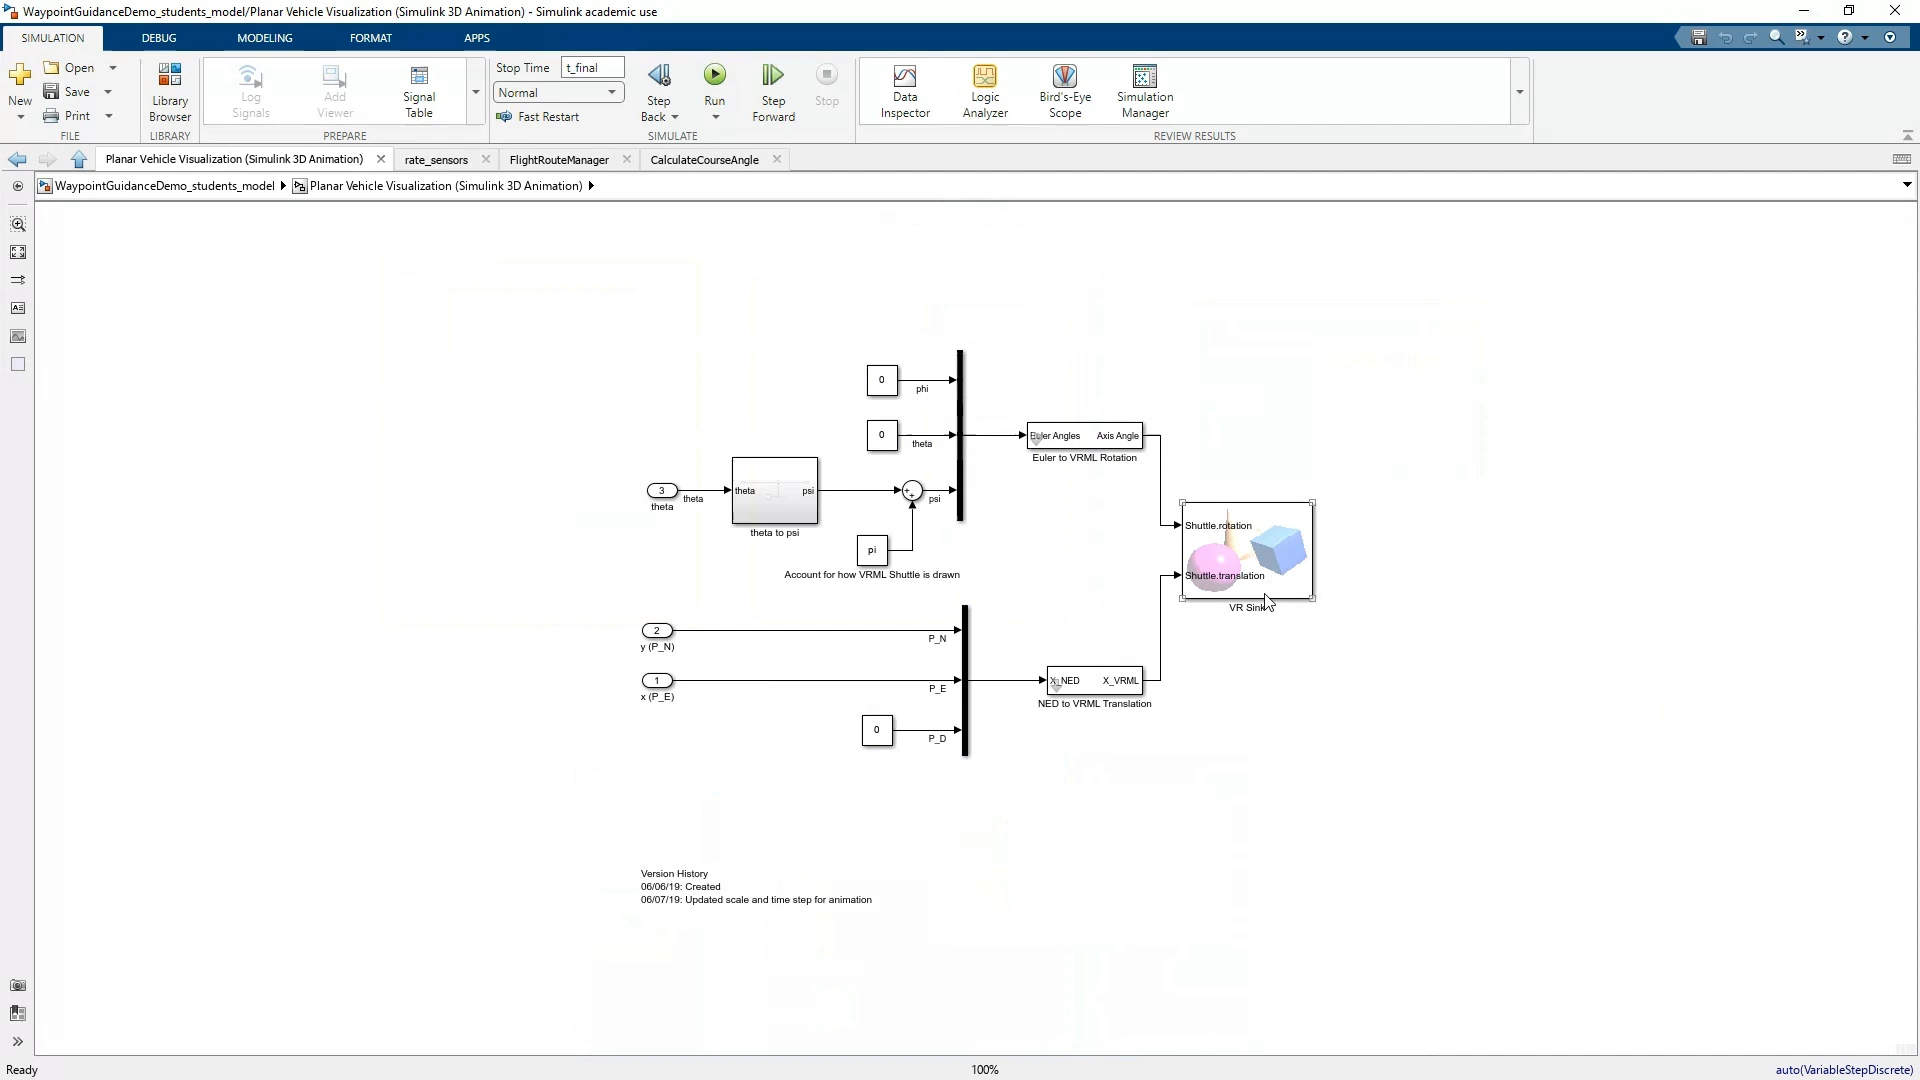 WaypointGuidanceDemo_students_model/Planar Vehicle Visualization (Simulink 3D Animation) - Simulink academic use
SIMULATION DEBUG MODELING FORMAT APPS
New
Open
Save
Print
FILE
Library
Browser
LIBRARY
Log
Signals
Add
Viewer
Signal
Table
PREPARE
Stop Time t_final
Normal
Fast Restart
Step
Back
Run
Step
Forward
Stop
SIMULATE
Data
Inspector
Logic
Analyzer
Bird's-Eye
Scope
Simulation
Manager
REVIEW RESULTS
Planar Vehicle Visualization (Simulink 3D Animation) rate_sensors FlightRouteManager CalculateCourseAngle
WaypointGuidanceDemo_students_model Planar Vehicle Visualization (Simulink 3D Animation)
0
phi
0
theta
Euler Angles Axis Angle
Euler to VRML Rotation
3
theta
theta
theta psi
theta to psi
psi
pi
Account for how VRML Shuttle is drawn
Shuttle.rotation
Shuttle.translation
VR Sink
2
y (P_N)
P_N
1
x (P_E)
P_E
0
P_D
X_NED X_VRML
NED to VRML Translation
Version History
06/06/19: Created
06/07/19: Updated scale and time step for animation
Ready 100% auto(VariableStepDiscrete)